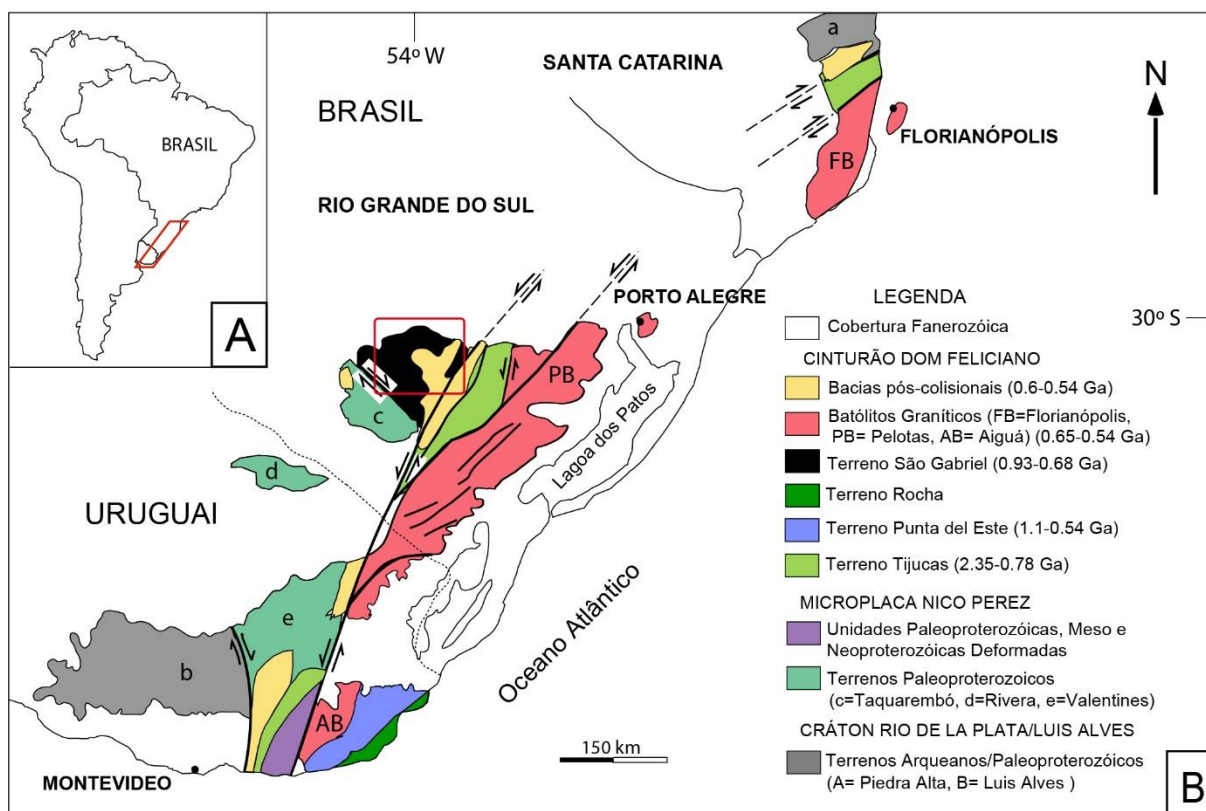 BRASIL
A
54º W
a
SANTA CATARINA
N
BRASIL
FLORIANÓPOLIS
FB
RIO GRANDE DO SUL
PORTO ALEGRE
30º S
PB
c
Lagoa dos Patos
d
URUGUAI
e
b
Oceano Atlântico
AB
150 km
MONTEVIDEO
LEGENDA
Cobertura Fanerozóica
CINTURÃO DOM FELICIANO
Bacias pós-colisionais (0.6-0.54 Ga)
Batólitos Graníticos (FB=Florianópolis,
PB= Pelotas, AB= Aiguá) (0.65-0.54 Ga)
Terreno São Gabriel (0.93-0.68 Ga)
Terreno Rocha
Terreno Punta del Este (1.1-0.54 Ga)
Terreno Tijucas (2.35-0.78 Ga)
MICROPLACA NICO PEREZ
Unidades Paleoproterozóicas, Meso e
Neoproterozóicas Deformadas
Terrenos Paleoproterozoicos
(c=Taquarembó, d=Rivera, e=Valentines)
CRÁTON RIO DE LA PLATA/LUIS ALVES
Terrenos Arqueanos/Paleoproterozóicos
(A= Piedra Alta, B= Luis Alves )
B